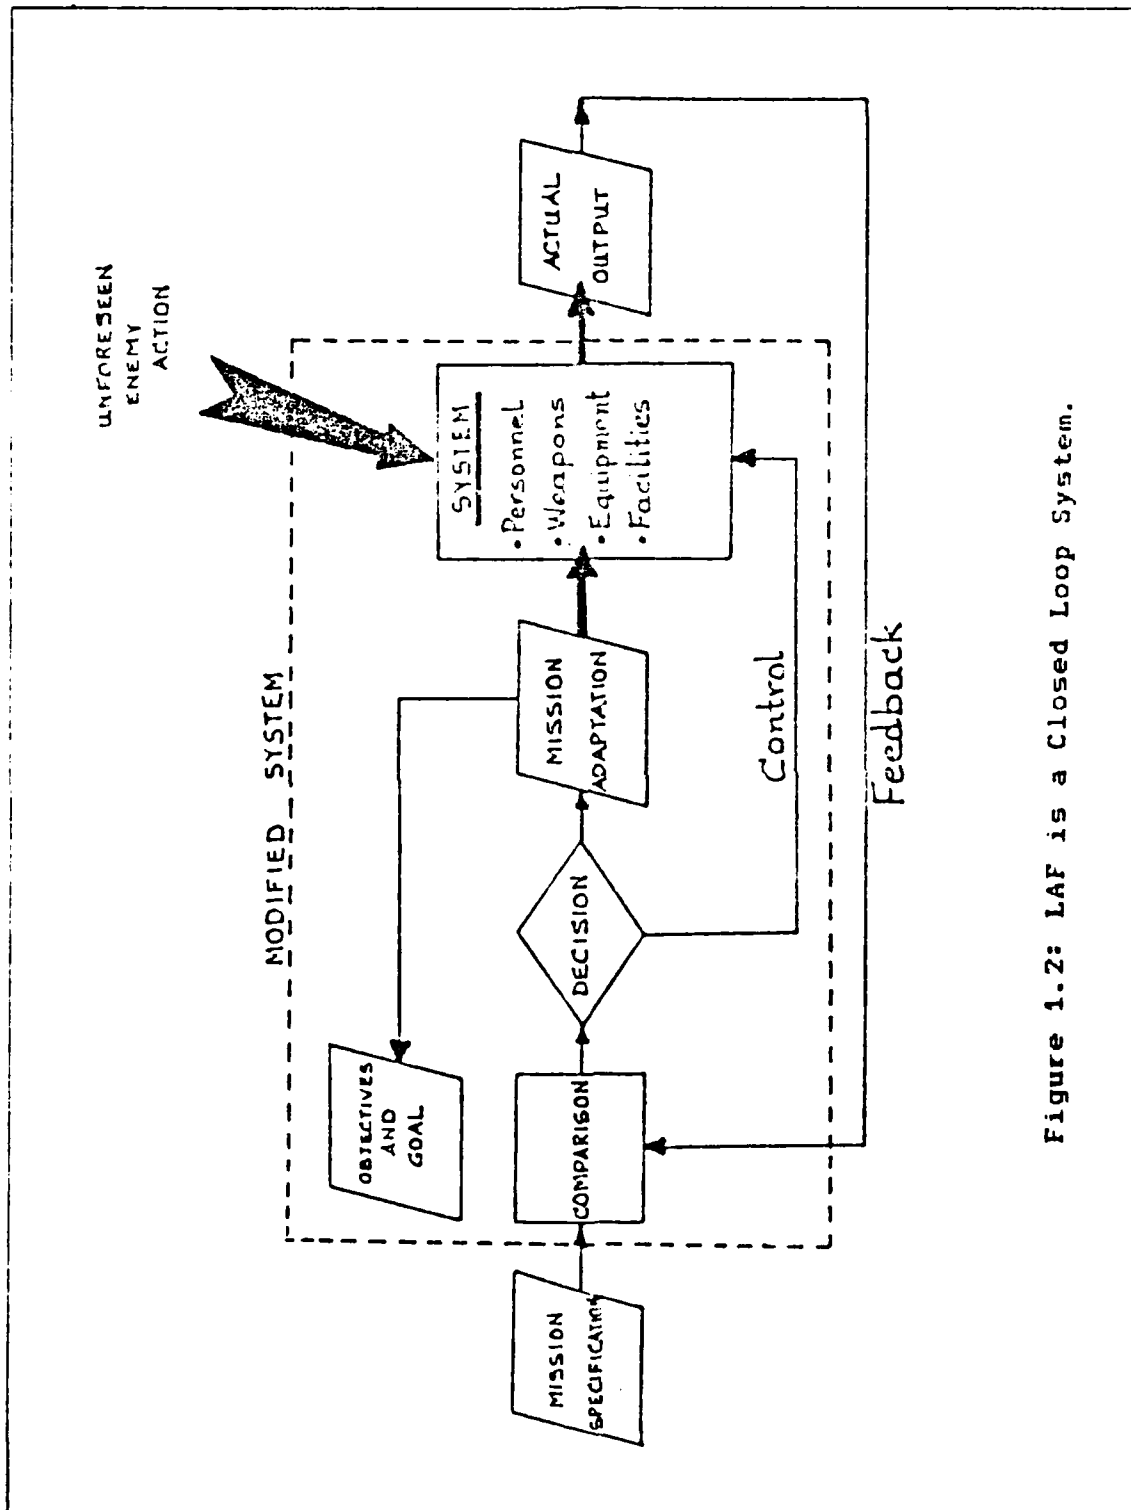 UNFORESEEN
ENEMY
ACTION
MODIFIED SYSTEM
OBJECTIVES
AND
GOAL
MISSION
SPECIFICATION
COMPARISON
DECISION
MISSION
ADAPTATION
SYSTEM
•Personnel
•Weapons
•Equipment
•Facilities
ACTUAL
OUTPUT
Control
Feedback
Figure 1.2: LAF is a Closed Loop System.